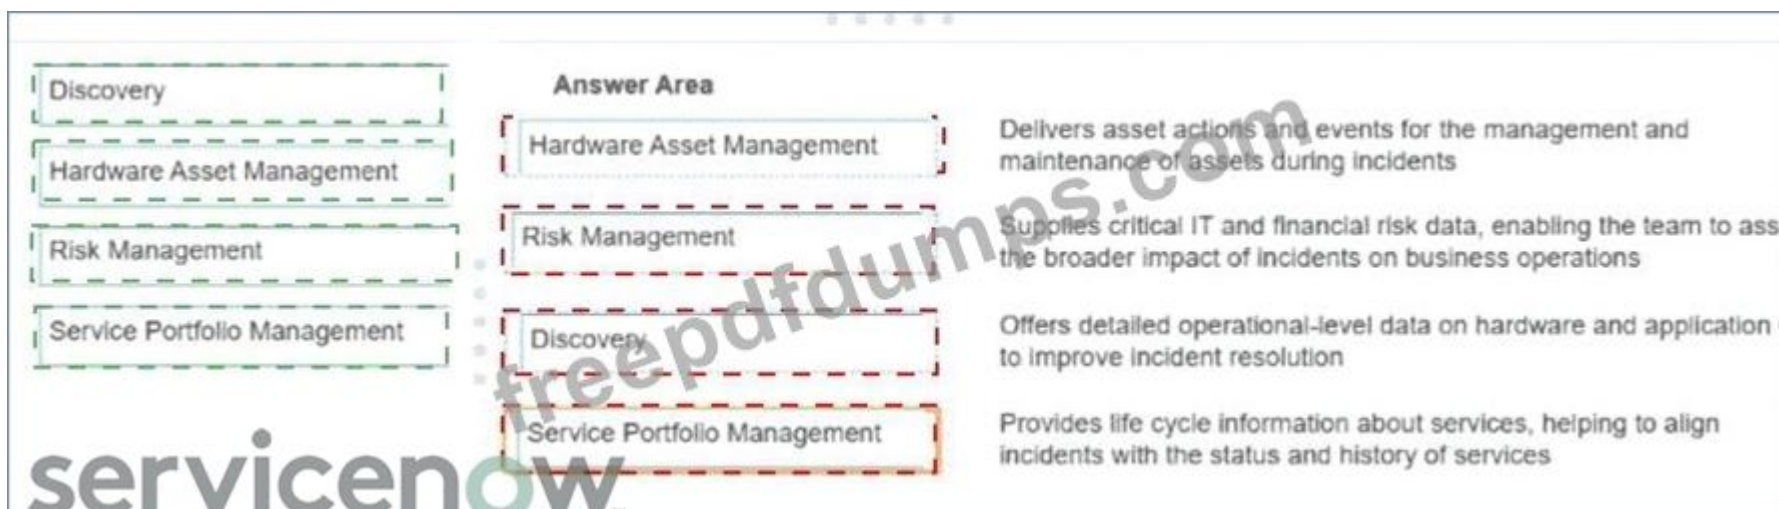 Discovery
Hardware Asset Management
Risk Management
Service Portfolio Management
Answer Area
Hardware Asset Management
Delivers asset actions and events for the management and
maintenance of assets during incidents
Risk Management
Supplies critical IT and financial risk data, enabling the team to ass
the broader impact of incidents on business operations
Discovery
Offers detailed operational-level data on hardware and application
to improve incident resolution
Service Portfolio Management
Provides life cycle information about services, helping to align
incidents with the status and history of services
freepdfdumps.com
servicenow